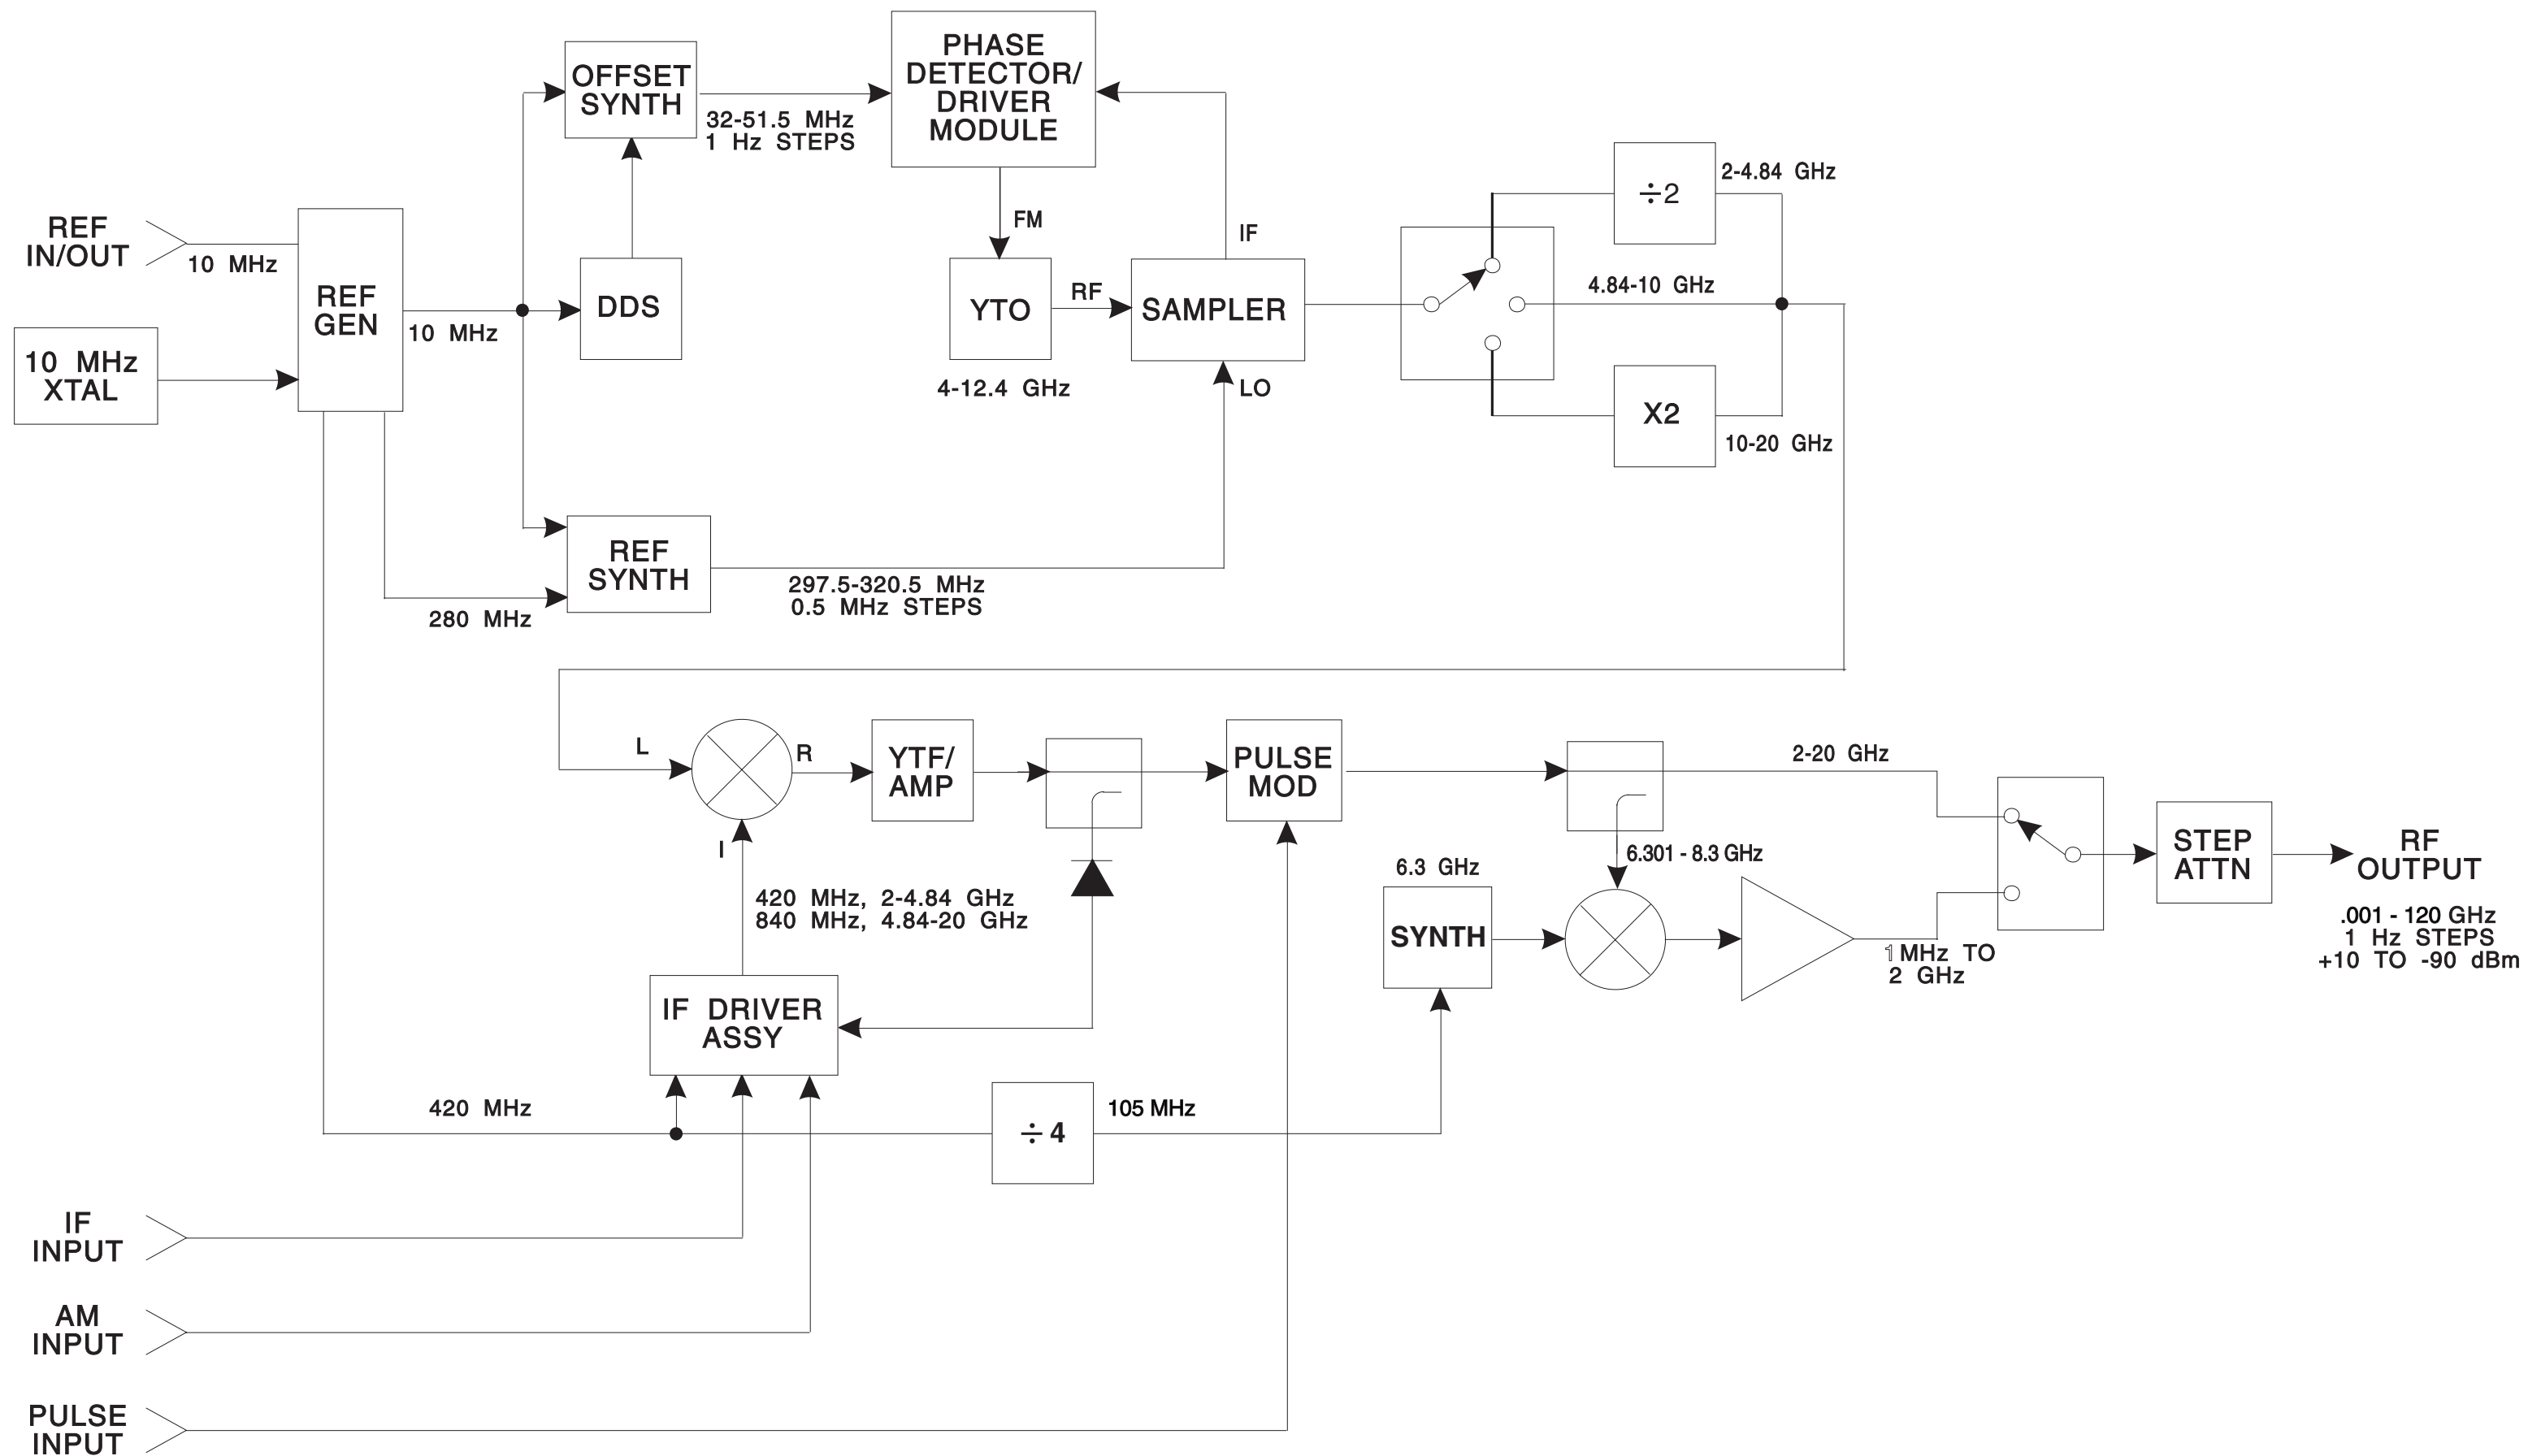 OFFSET
SYNTH
32-51.5 MHz
1 Hz STEPS
PHASE
DETECTOR/
DRIVER
MODULE
÷2
2-4.84 GHz
REF
IN/OUT
10 MHz
REF
GEN
10 MHz
10 MHz
XTAL
DDS
FM
YTO
4-12.4 GHz
RF
IF
SAMPLER
LO
4.84-10 GHz
X2
10-20 GHz
REF
SYNTH
280 MHz
297.5-320.5 MHz
0.5 MHz STEPS
L
R
I
YTF/
AMP
PULSE
MOD
2-20 GHz
6.301 - 8.3 GHz
6.3 GHz
SYNTH
1 MHz TO
2 GHz
STEP
ATTN
RF
OUTPUT
.001 - 120 GHz
1 Hz STEPS
+10 TO -90 dBm
420 MHz, 2-4.84 GHz
840 MHz, 4.84-20 GHz
IF DRIVER
ASSY
420 MHz
÷4
105 MHz
IF
INPUT
AM
INPUT
PULSE
INPUT